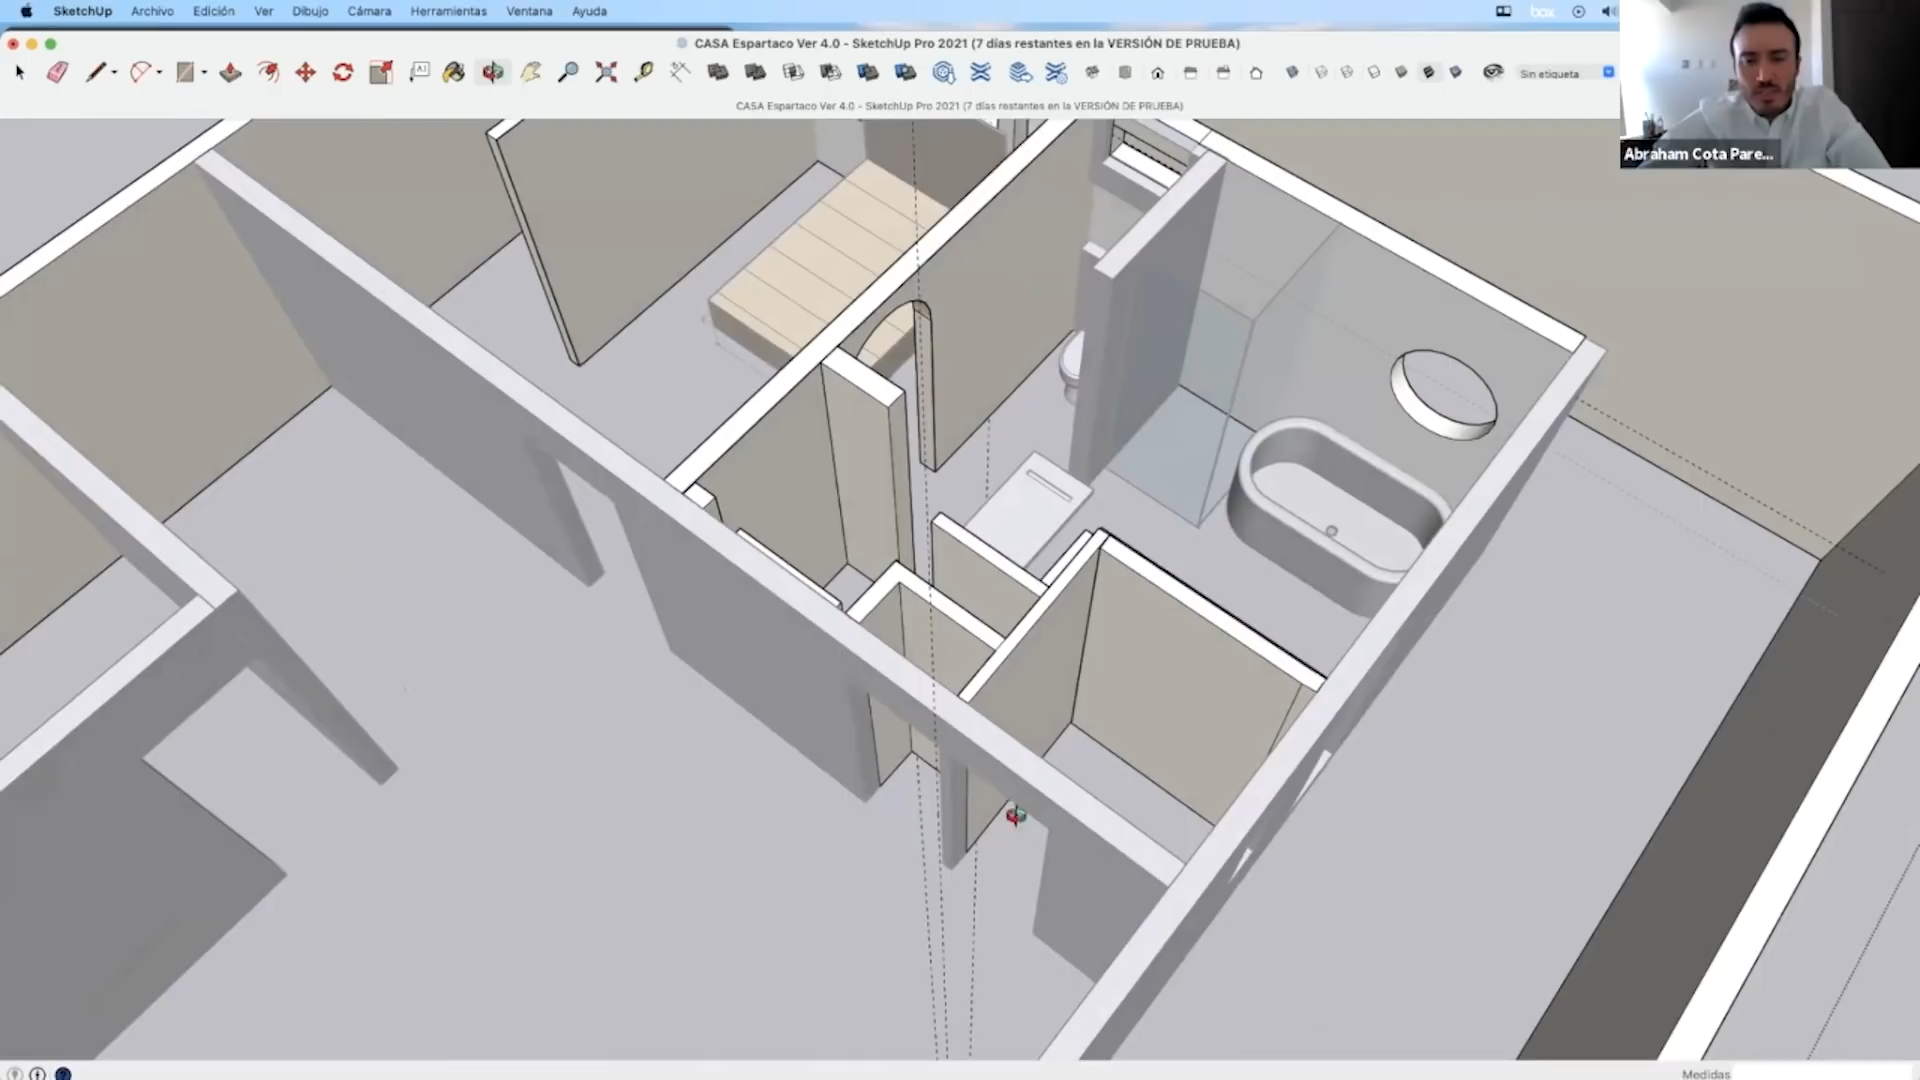 SketchUp Archivo Edición Ver Dibujo Cámara Herramientas Ventana Ayuda
box
CASA Espartaco Ver 4.0 - SketchUp Pro 2021 (7 días restantes en la VERSIÓN DE PRUEBA)
A1
Sin etiqueta
CASA Espartaco Ver 4.0 - SketchUp Pro 2021 (7 días restantes en la VERSIÓN DE PRUEBA)
Abraham Cota Pare...
Medidas